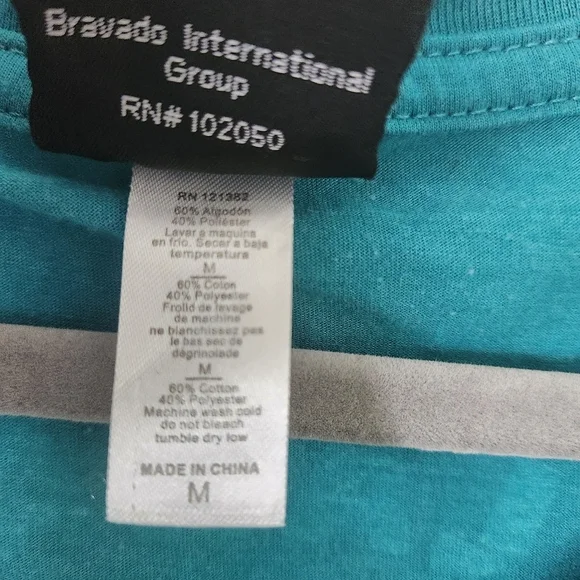 Bravado International
Group
RN#102050
RN 121382
60% Algodón
40% Poliéster
Lavar a maquina
en frio. Secar a baja
temperatura
M
60% Coton
40% Polyester
Froild de lavage
de machine
ne blanchissez pas
le bas sec de
dégrinolade
M
60% Cotton
40% Polyester
Machine wash cold
do not bleach
tumble dry low
MADE IN CHINA
M